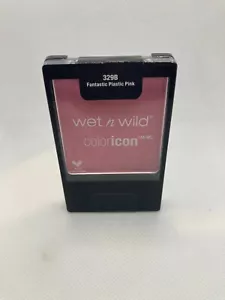 329B
Fantastic Plastic Pink
wet n wild®
coloricon